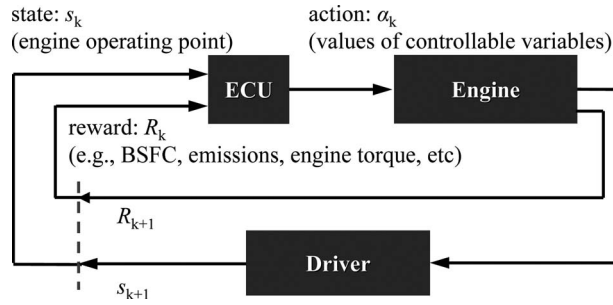 state: sₖ
(engine operating point)
action: αₖ
(values of controllable variables)
ECU
Engine
reward: Rₖ
(e.g., BSFC, emissions, engine torque, etc)
Rₖ₊₁
Driver
sₖ₊₁